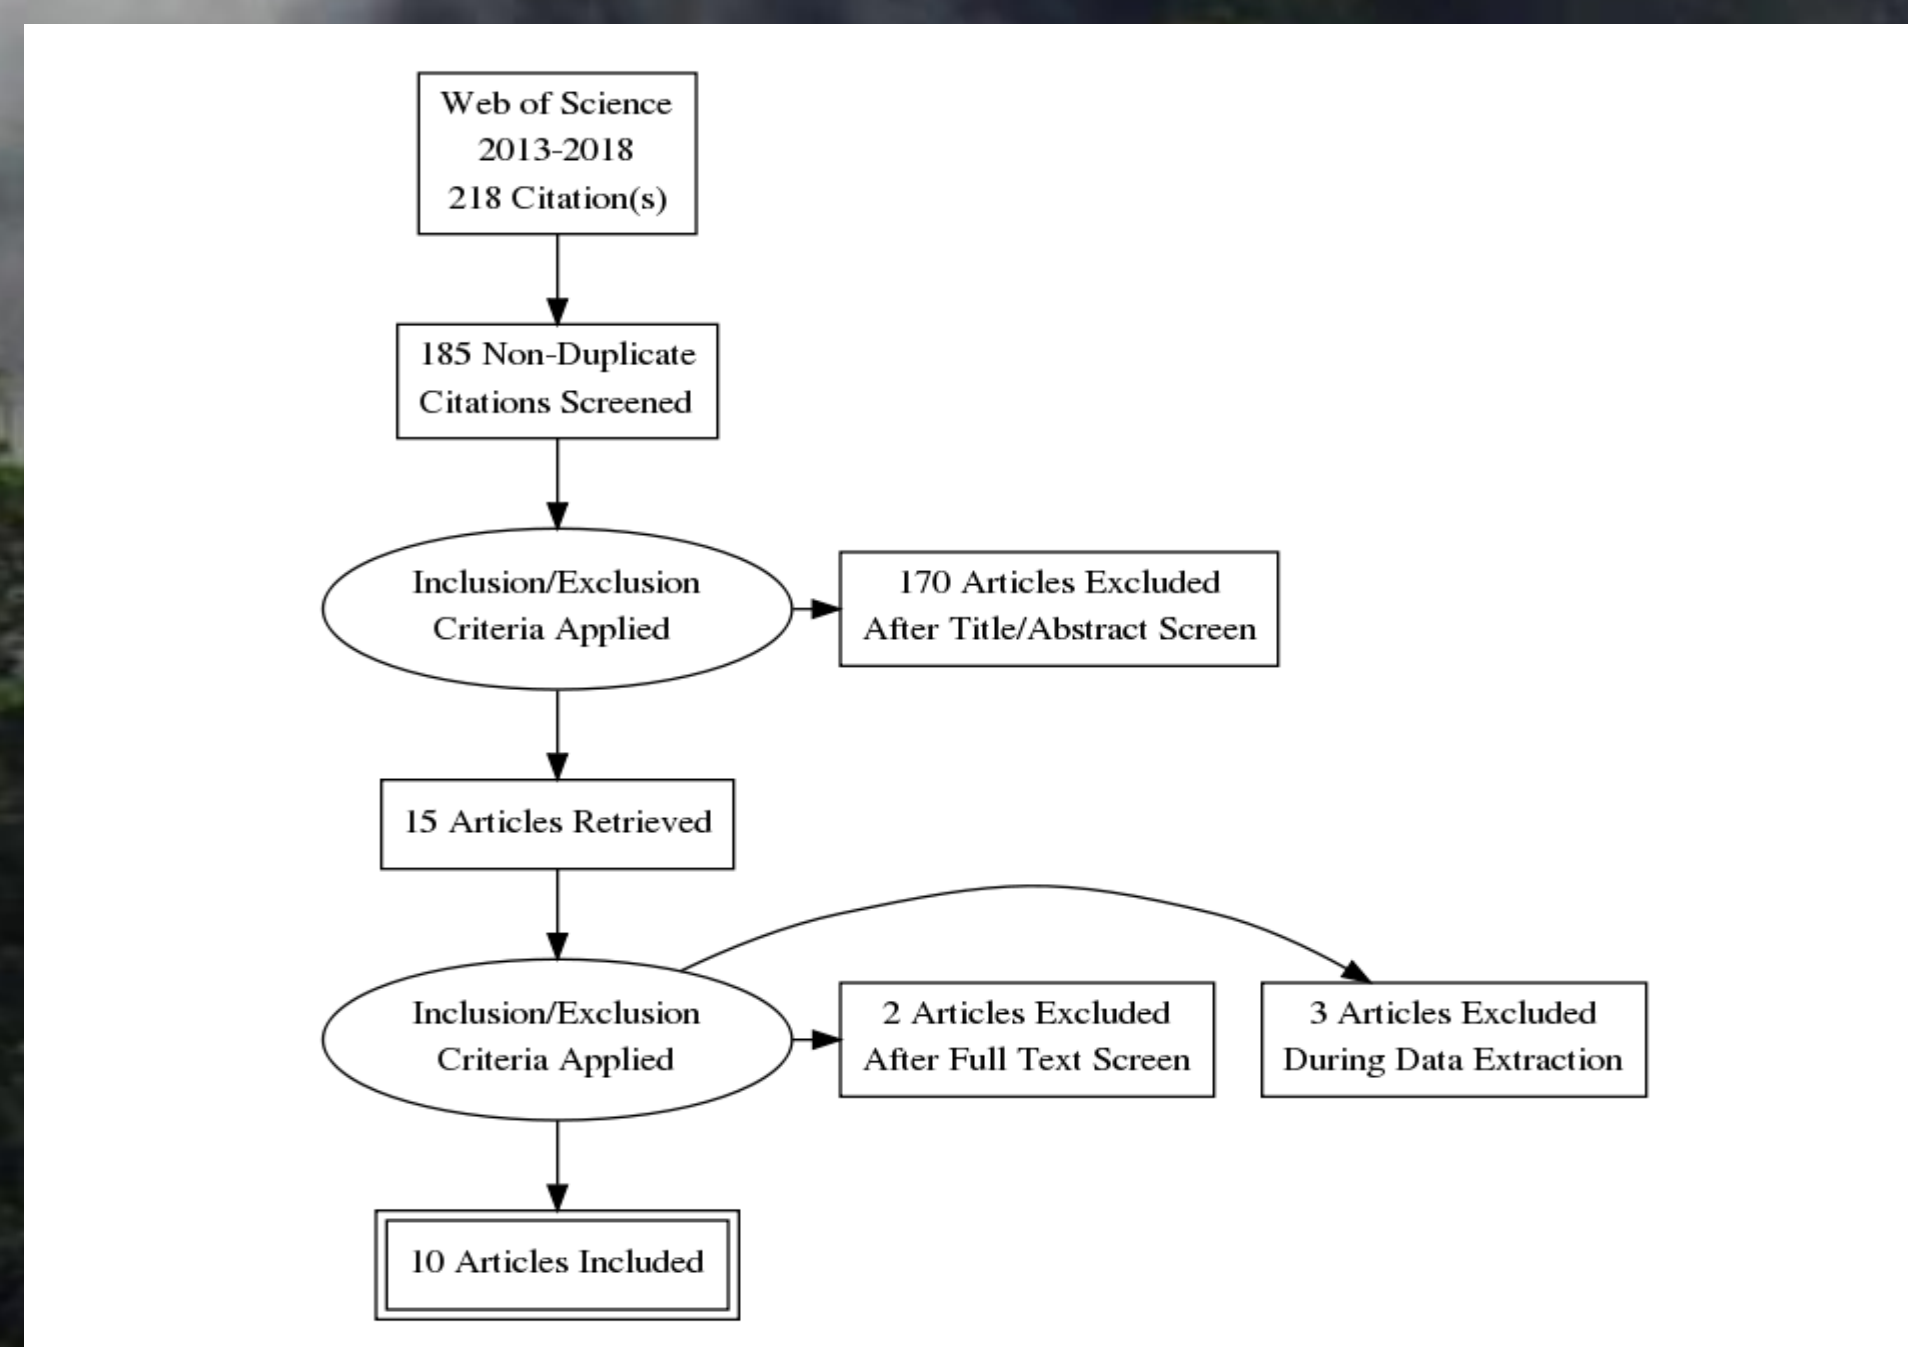 Web of Science
2013-2018
218 Citation(s)
185 Non-Duplicate
Citations Screened
Inclusion/Exclusion
Criteria Applied
170 Articles Excluded
After Title/Abstract Screen
15 Articles Retrieved
Inclusion/Exclusion
Criteria Applied
2 Articles Excluded
After Full Text Screen
3 Articles Excluded
During Data Extraction
10 Articles Included